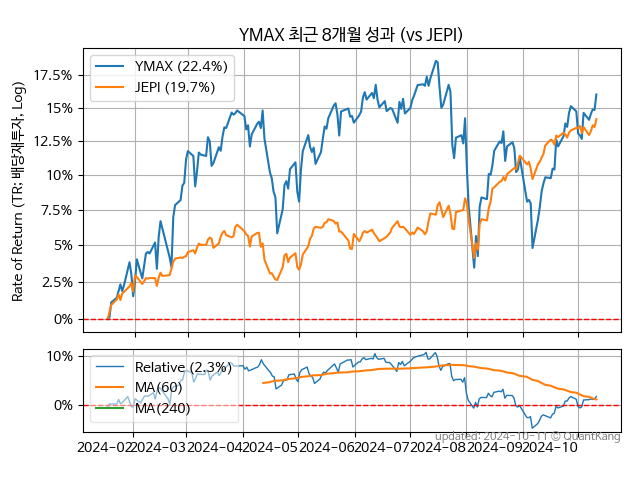 YMAX 최근 8개월 성과 (vs JEPI)
Rate of Return (TR: 배당재투자, Log)
YMAX (22.4%)
JEPI (19.7%)
17.5%
15%
12.5%
10%
7.5%
5%
2.5%
0%
10%
0%
Relative (2.3%)
MA(60)
MA(240)
2024-02 2024-03 2024-04 2024-05 2024-06 2024-07 2024-08 2024-09 2024-10
updated: 2024-10-11 © QuantKang